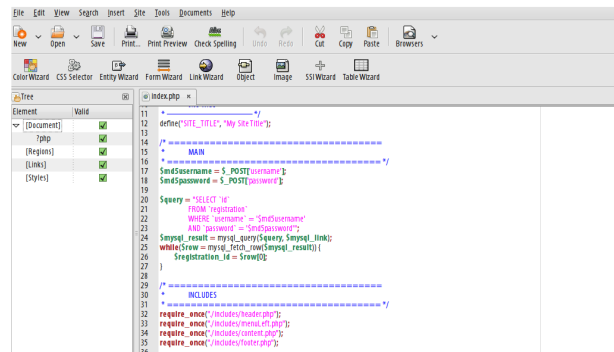 File Edit View Search Insert Site Tools Documents Help
New Open Save Print... Print Preview Check Spelling Undo Redo Cut Copy Paste Browsers
Color Wizard CSS Selector Entity Wizard Form Wizard Link Wizard Object Image SSI Wizard Table Wizard
Tree
index.php ×
Element Valid
[Document]
?php
[Regions]
[Links]
[Styles]
11 * ----------------------------- */
12 define("SITE_TITLE", "My Site Title");
13
14 /* ====================================
15 * MAIN
16 * ==================================== */
17 $md5username = $_POST['username'];
18 $md5password = $_POST['password'];
19
20 $query = "SELECT `id`
21 FROM `registration`
22 WHERE `username` = '$md5username'
23 AND `password` = '$md5password'";
24 $mysql_result = mysql_query($query, $mysql_link);
25 while($row = mysql_fetch_row($mysql_result)) {
26 $registration_id = $row[0];
27 }
28
29 /* ====================================
30 * INCLUDES
31 * ==================================== */
32 require_once("./includes/header.php");
33 require_once("./includes/menuLeft.php");
34 require_once("./includes/content.php");
35 require_once("./includes/footer.php");